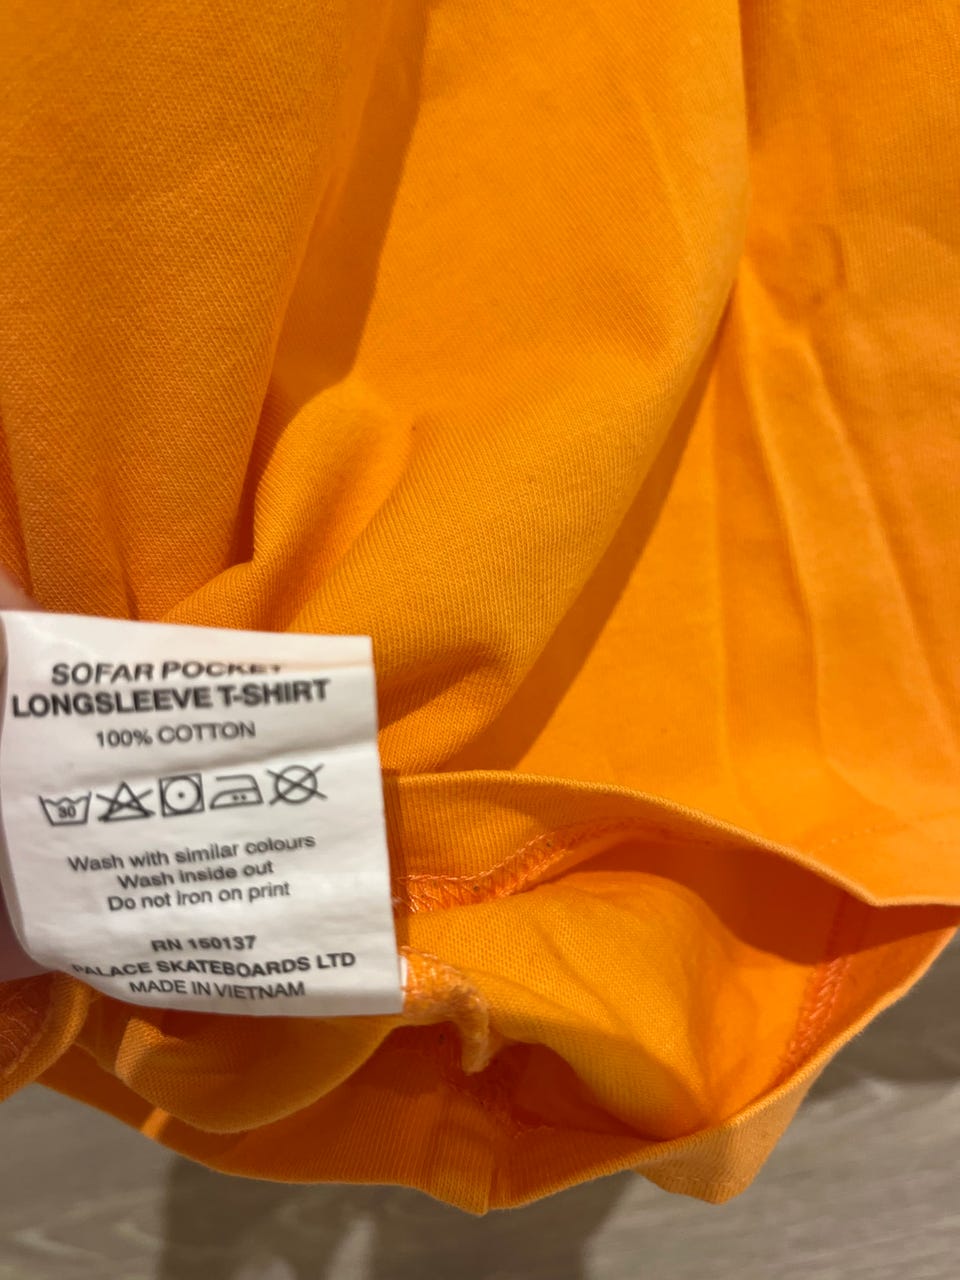 SOFAR POCKET
LONGSLEEVE T-SHIRT
100% COTTON
30
Wash with similar colours
Wash inside out
Do not iron on print
RN 150137
PALACE SKATEBOARDS LTD
MADE IN VIETNAM